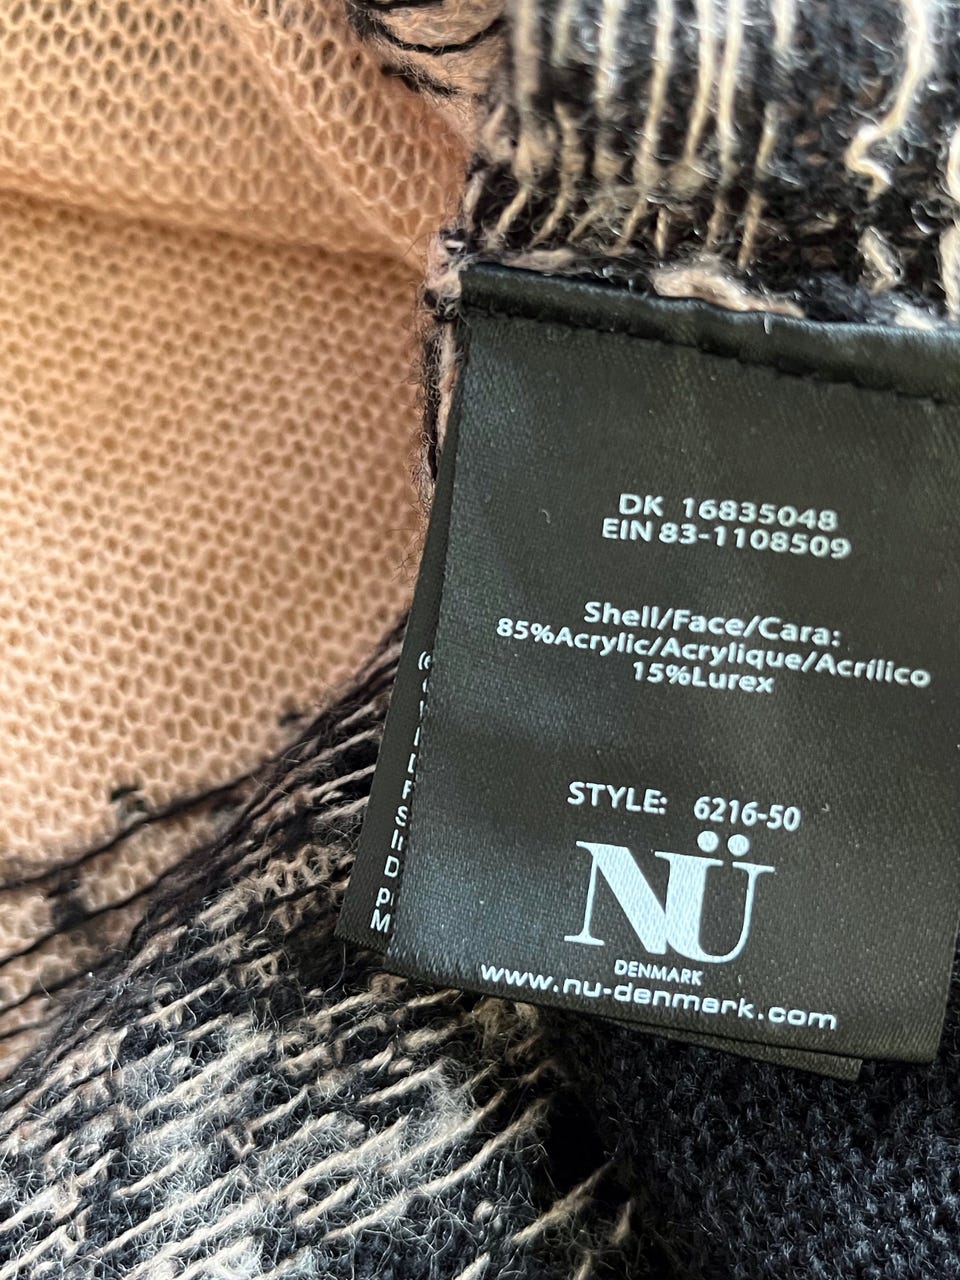 DK 16835048
EIN 83-1108509
Shell/Face/Cara:
85%Acrylic/Acrylique/Acrílico
15%Lurex
STYLE: 6216-50
NÜ
DENMARK
www.nu-denmark.com